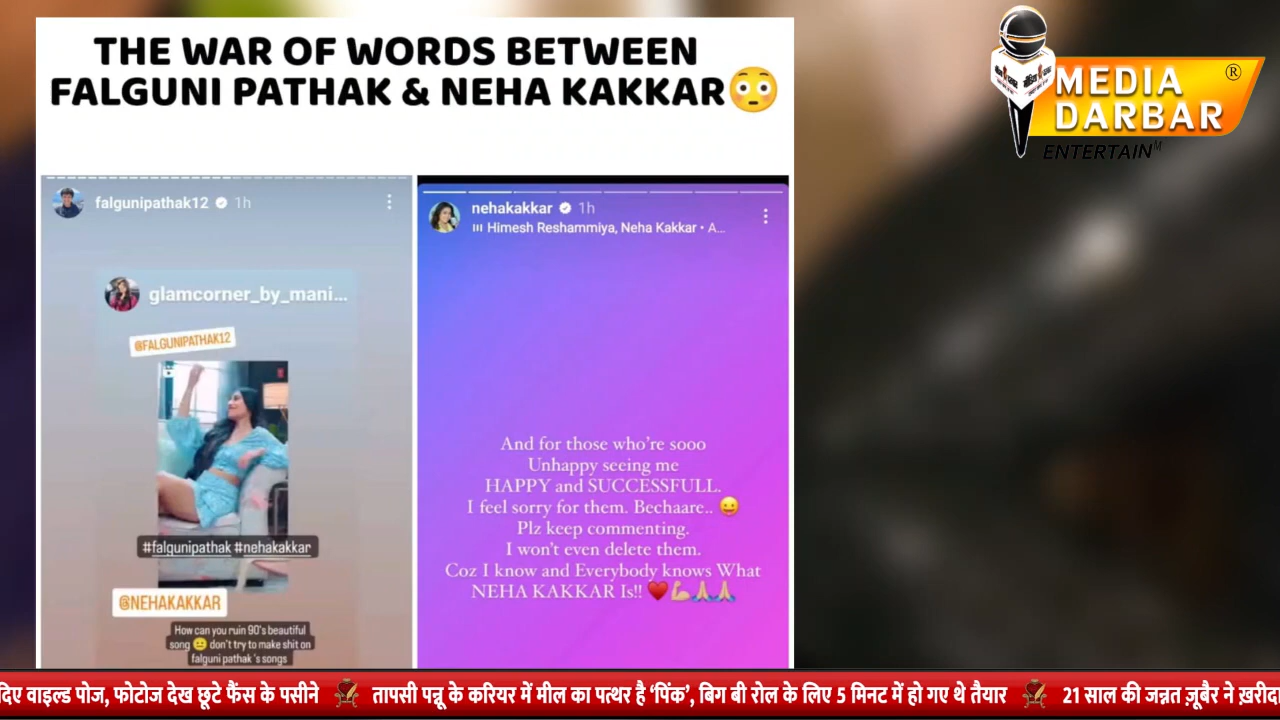 THE WAR OF WORDS BETWEEN
FALGUNI PATHAK & NEHA KAKKAR😳
MEDIA
DARBAR
®
ENTERTAINᴹ
falgunipathak12 1h
glamcorner_by_mani...
@FALGUNIPATHAK12
#falgunipathak #nehakakkar
@NEHAKAKKAR
How can you ruin 90's beautiful
song 😐 don't try to make shit on
falguni pathak 's songs
nehakakkar 1h
Himesh Reshammiya, Neha Kakkar • A...
And for those who're sooo
Unhappy seeing me
HAPPY and SUCCESSFULL.
I feel sorry for them. Bechaare.. 😀
Plz keep commenting.
I won't even delete them.
Coz I know and Everybody knows What
NEHA KAKKAR Is!! ♥️💪🙏🙏
दिए वाइल्ड पोज, फोटोज देख छूटे फैंस के पसीने तापसी पन्नू के करियर में मील का पत्थर है ‘पिंक’, बिग बी रोल के लिए 5 मिनट में हो गए थे तैयार 21 साल की जन्नत ज़ुबैर ने ख़रीद